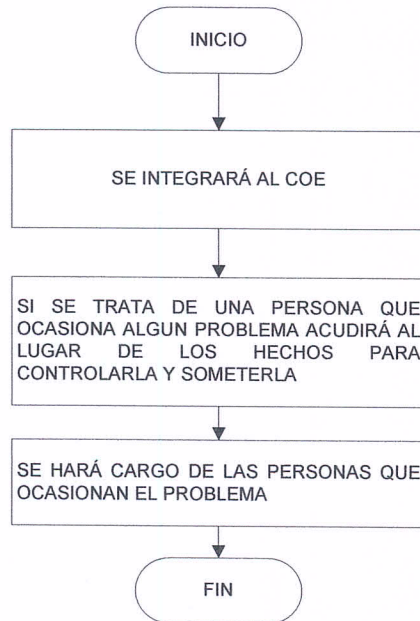 INICIO
SE INTEGRARÁ AL COE
SI SE TRATA DE UNA PERSONA QUE
OCASIONA ALGUN PROBLEMA ACUDIRÁ AL
LUGAR DE LOS HECHOS PARA
CONTROLARLA Y SOMETERLA
SE HARÁ CARGO DE LAS PERSONAS QUE
OCASIONAN EL PROBLEMA
FIN